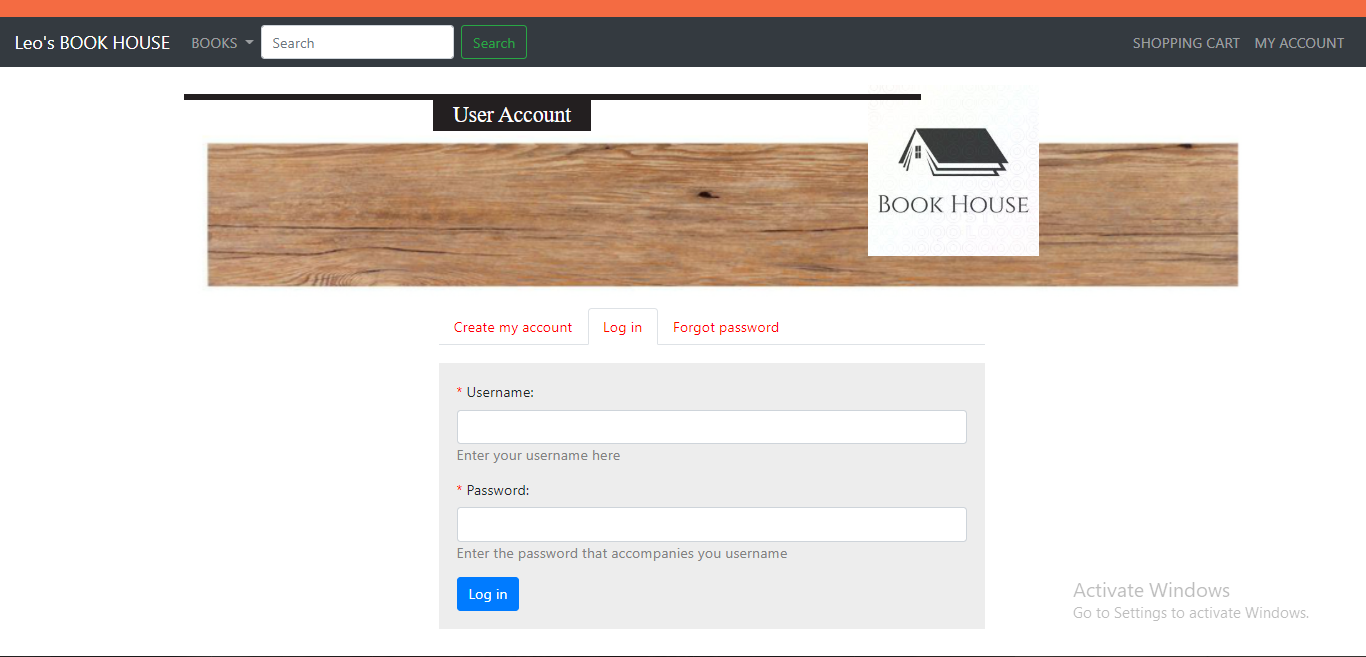 Leo's BOOK HOUSE BOOKS Search Search SHOPPING CART MY ACCOUNT
User Account
BOOK HOUSE
Create my account Log in Forgot password
* Username:
Enter your username here
* Password:
Enter the password that accompanies you username
Log in
Activate Windows
Go to Settings to activate Windows.